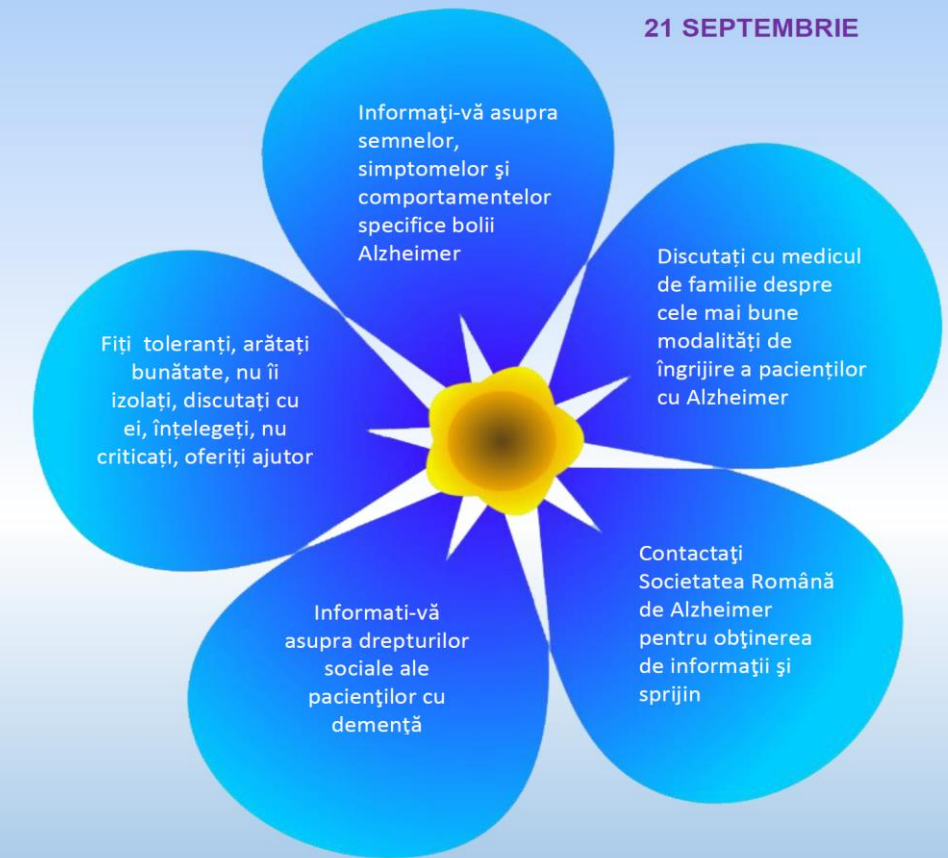 21 SEPTEMBRIE
Informaţi-vă asupra
semnelor,
simptomelor şi
comportamentelor
specifice bolii
Alzheimer
Discutați cu medicul
de familie despre
cele mai bune
modalități de
îngrijire a pacienților
cu Alzheimer
Fiți toleranți, arătați
bunătate, nu îi
izolați, discutați cu
ei, înțelegeți, nu
criticați, oferiți ajutor
Contactaţi
Societatea Română
de Alzheimer
pentru obţinerea
de informaţii şi
sprijin
Informati-vă
asupra drepturilor
sociale ale
pacienţilor cu
demenţă